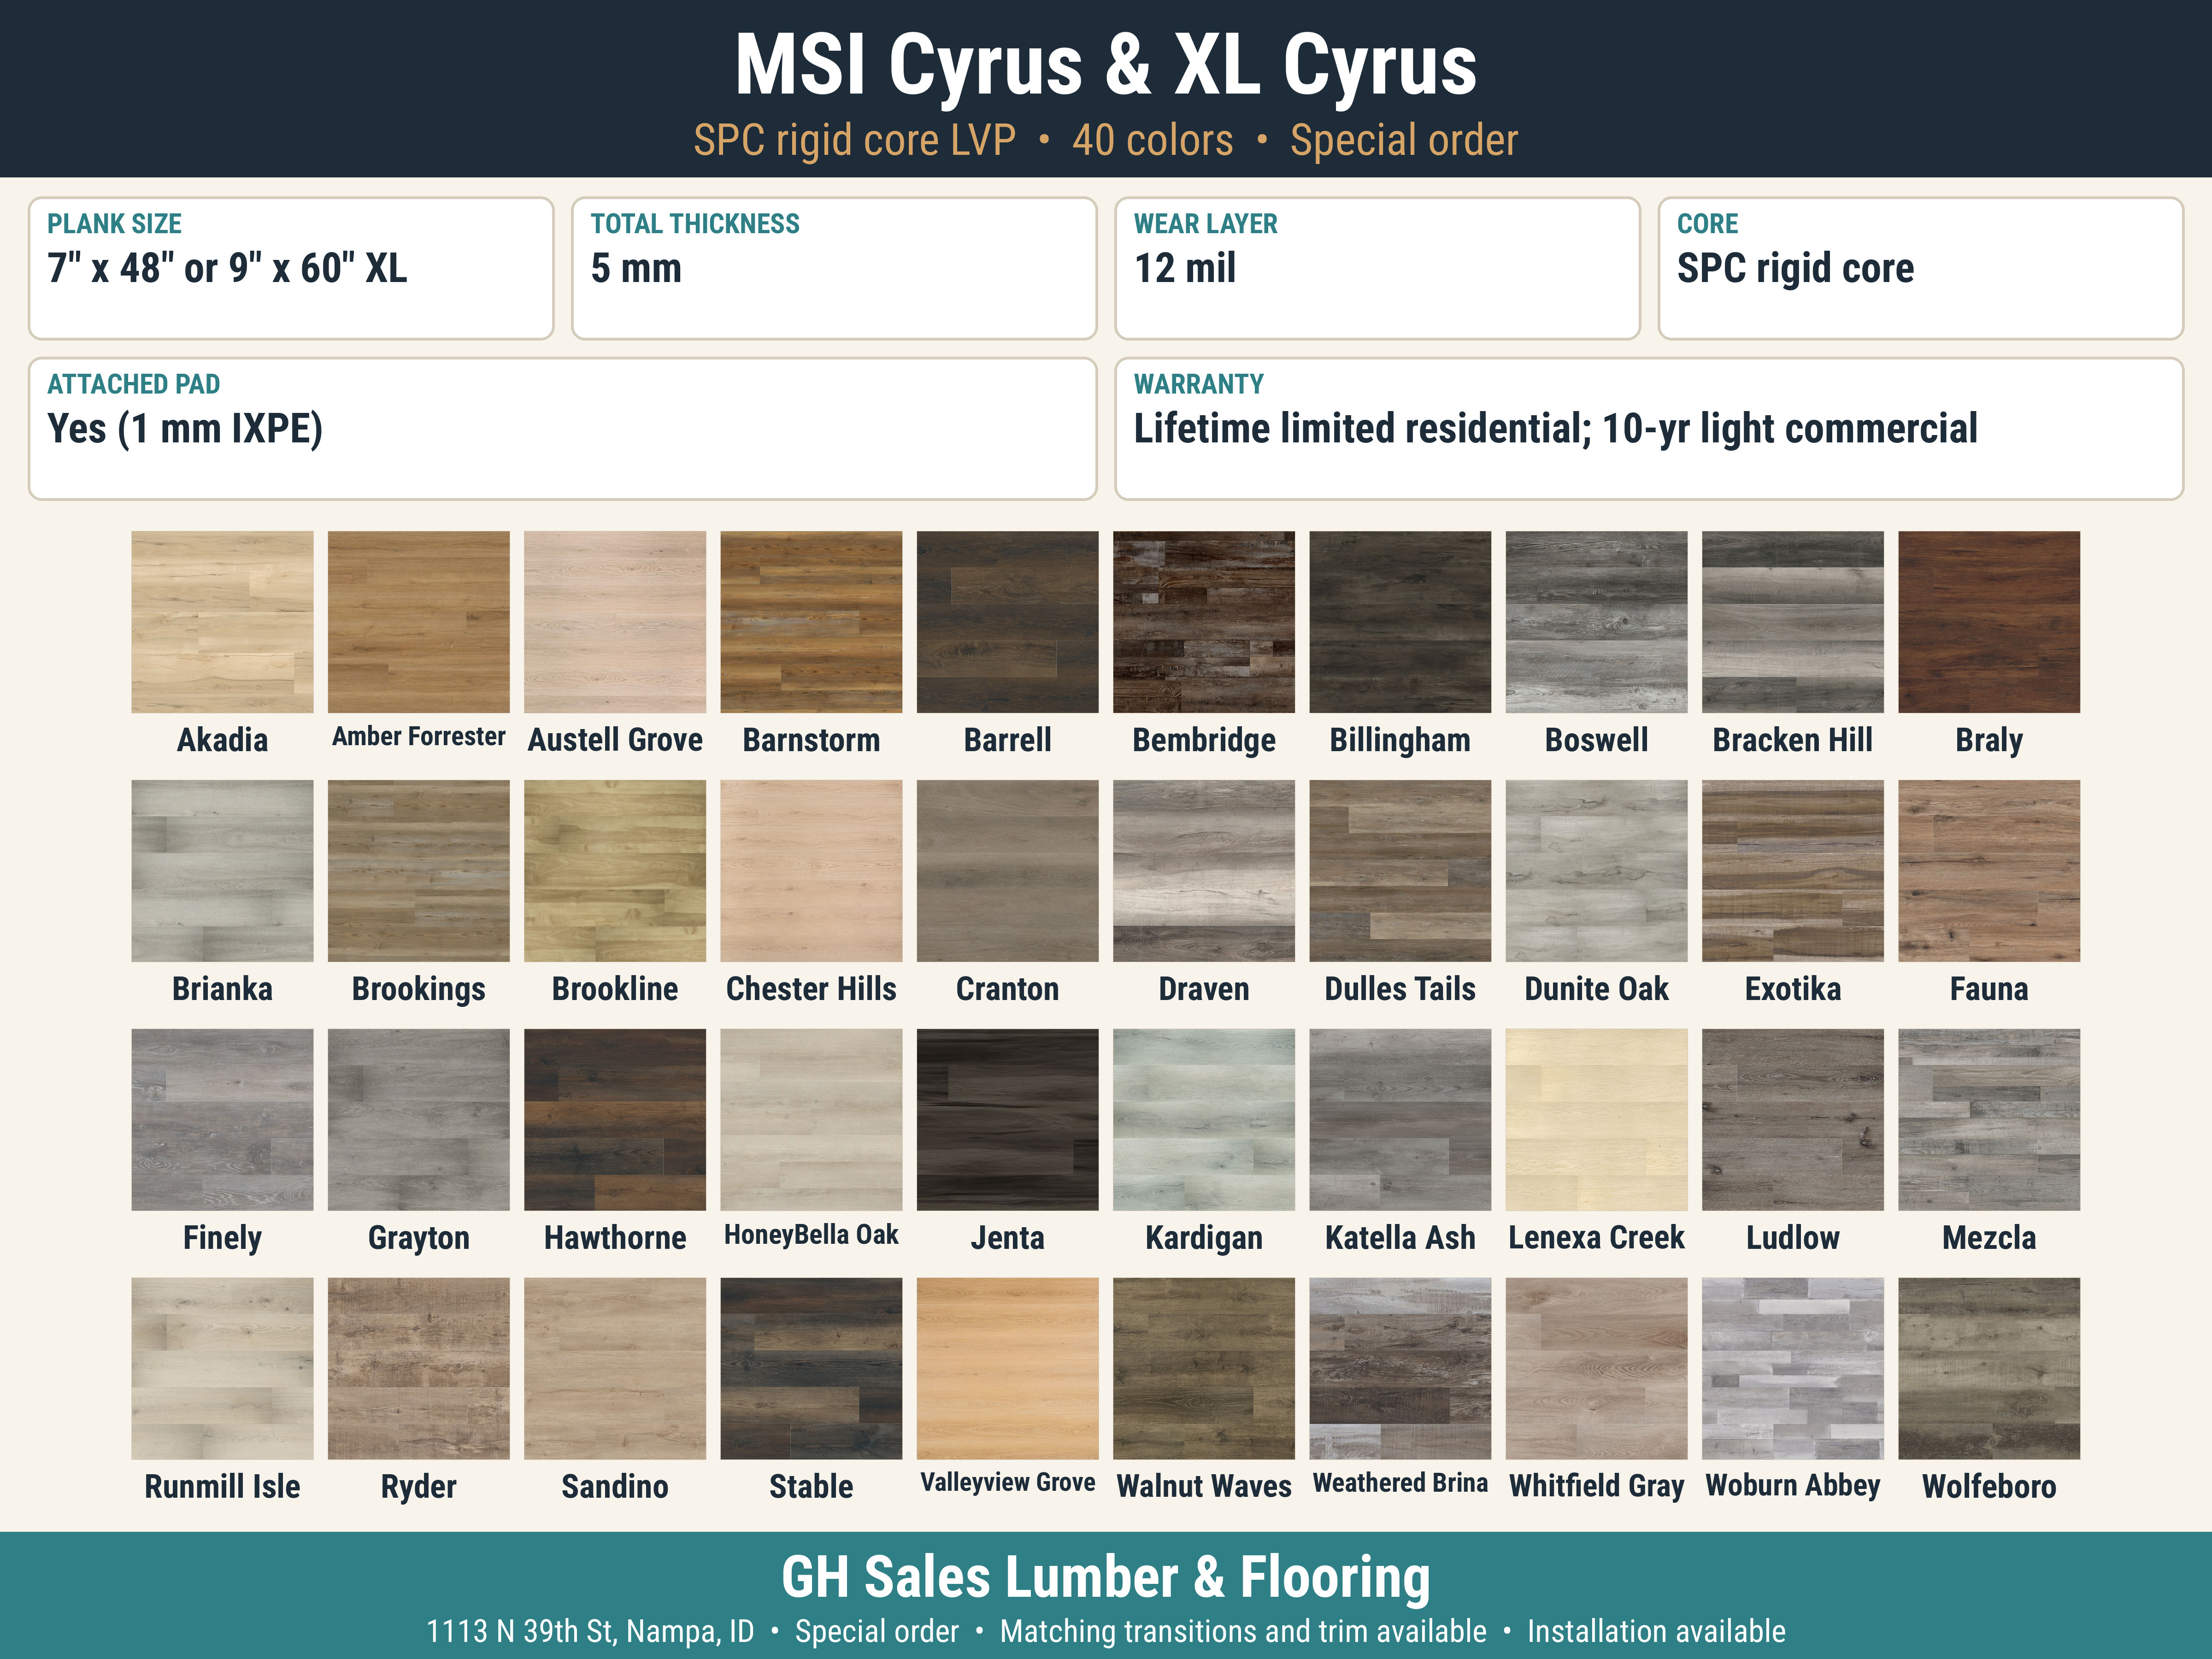 MSI Cyrus & XL Cyrus
SPC rigid core LVP • 40 colors • Special order
PLANK SIZE
7" x 48" or 9" x 60" XL
TOTAL THICKNESS
5 mm
WEAR LAYER
12 mil
CORE
SPC rigid core
ATTACHED PAD
Yes (1 mm IXPE)
WARRANTY
Lifetime limited residential; 10-yr light commercial
Akadia
Amber Forrester
Austell Grove
Barnstorm
Barrell
Bembridge
Billingham
Boswell
Bracken Hill
Braly
Brianka
Brookings
Brookline
Chester Hills
Cranton
Draven
Dulles Tails
Dunite Oak
Exotika
Fauna
Finely
Grayton
Hawthorne
HoneyBella Oak
Jenta
Kardigan
Katella Ash
Lenexa Creek
Ludlow
Mezcla
Runmill Isle
Ryder
Sandino
Stable
Valleyview Grove
Walnut Waves
Weathered Brina
Whitfield Gray
Woburn Abbey
Wolfeboro
GH Sales Lumber & Flooring
1113 N 39th St, Nampa, ID • Special order • Matching transitions and trim available • Installation available